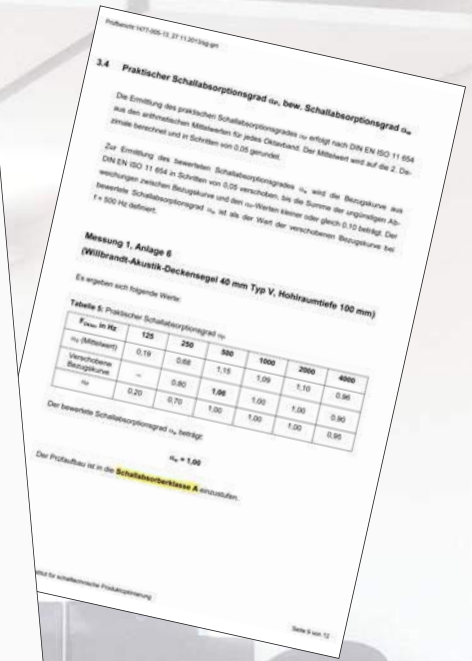 Prüfbericht 1477-005-13, 27.11.2013
3.4 Praktischer Schallabsorptionsgrad αP, bew. Schallabsorptionsgrad αw
Die Ermittlung des praktischen Schallabsorptionsgrades αP erfolgt nach DIN EN ISO 11 654
aus den arithmetischen Mittelwerten für jedes Oktavband. Der Mittelwert wird auf die 2. De-
zimale berechnet und in Schritten von 0,05 gerundet.
Zur Ermittlung des bewerteten Schallabsorptionsgrades αw wird die Bezugskurve aus
DIN EN ISO 11 654 in Schritten von 0,05 verschoben, bis die Summe der ungünstigen Ab-
weichungen zwischen Bezugskurve und den αP-Werten kleiner oder gleich 0,10 beträgt. Der
bewertete Schallabsorptionsgrad αw ist als der Wert der verschobenen Bezugskurve bei
f = 500 Hz definiert.
Messung 1, Anlage 6
(Willbrandt-Akustik-Deckensegel 40 mm Typ V, Hohlraumtiefe 100 mm)
Es ergeben sich folgende Werte:
Tabelle 5: Praktischer Schallabsorptionsgrad αP
FOktav in Hz 125 250 500 1000 2000 4000
αS (Mittelwert) 0,19 0,68 1,15 1,09 1,10 0,96
Verschobene
Bezugskurve – 0,80 1,00 1,00 1,00 0,90
αP 0,20 0,70 1,00 1,00 1,00 0,95
Der bewertete Schallabsorptionsgrad αw beträgt:
αw = 1,00
Der Prüfaufbau ist in die Schallabsorberklasse A einzustufen.
für schalltechnische Produktoptimierung
Seite 9 von 12